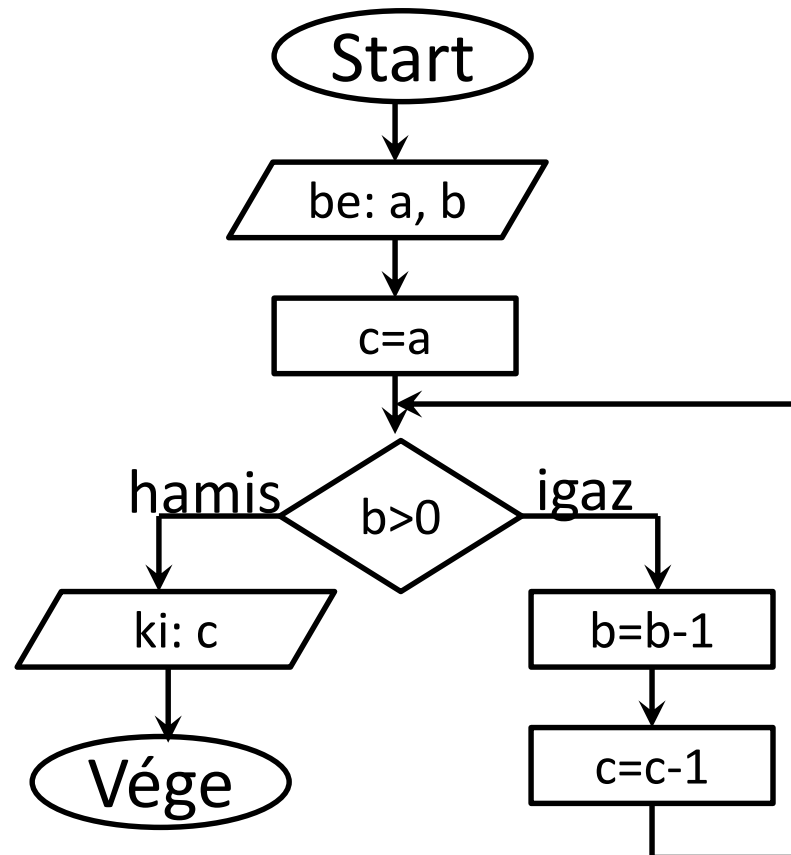 Start
be: a, b
c=a
hamis
igaz
b>0
ki: c
b=b-1
c=c-1
Vége